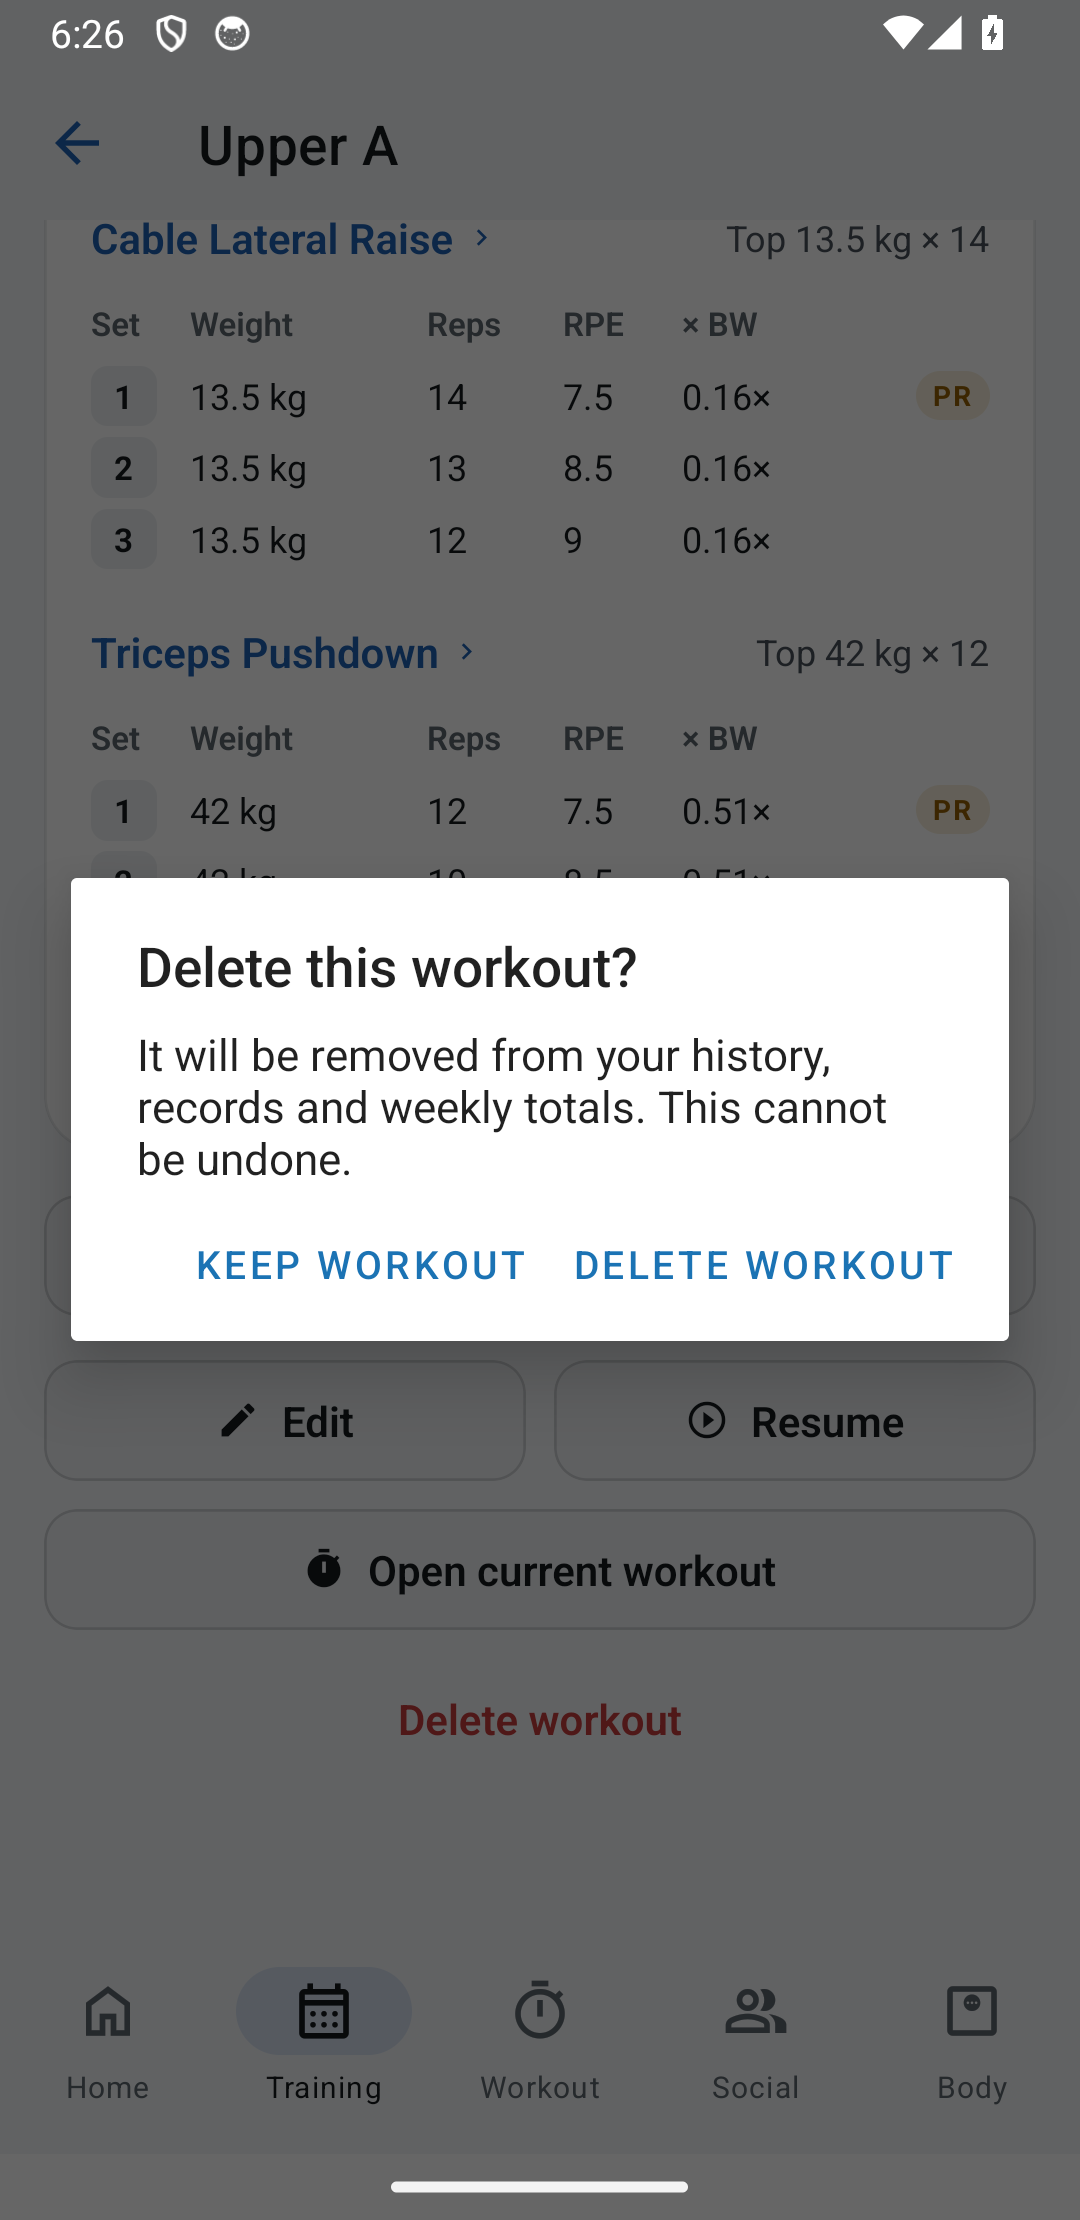 6:26
Upper A
Cable Lateral Raise
Top 13.5 kg × 14
Set Weight Reps RPE × BW
1 13.5 kg 14 7.5 0.16× PR
2 13.5 kg 13 8.5 0.16×
3 13.5 kg 12 9 0.16×
Triceps Pushdown
Top 42 kg × 12
Set Weight Reps RPE × BW
1 42 kg 12 7.5 0.51× PR
Delete this workout?
It will be removed from your history,
records and weekly totals. This cannot
be undone.
KEEP WORKOUT DELETE WORKOUT
Edit Resume
Open current workout
Delete workout
Home Training Workout Social Body